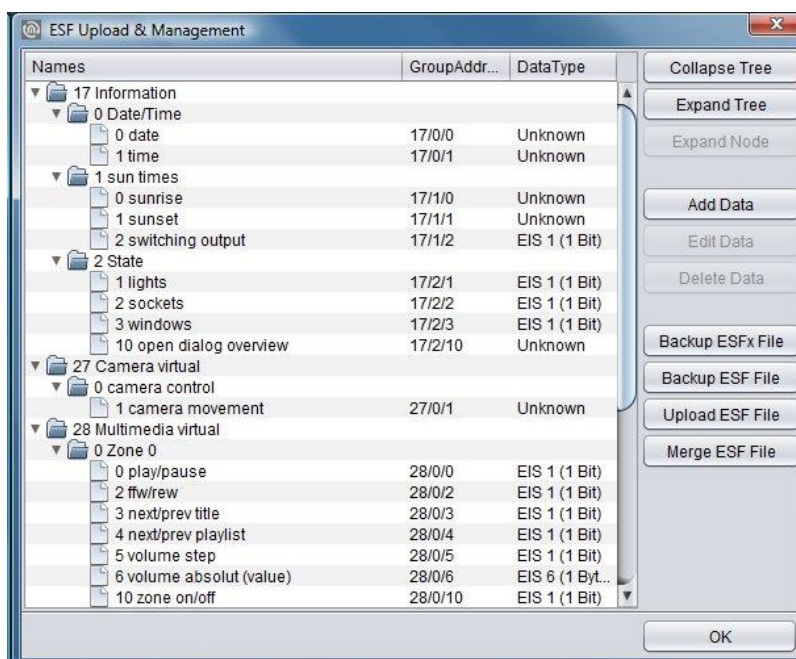 ESF Upload & Management
Names GroupAddr... DataType
17 Information
0 Date/Time
0 date 17/0/0 Unknown
1 time 17/0/1 Unknown
1 sun times
0 sunrise 17/1/0 Unknown
1 sunset 17/1/1 Unknown
2 switching output 17/1/2 EIS 1 (1 Bit)
2 State
1 lights 17/2/1 EIS 1 (1 Bit)
2 sockets 17/2/2 EIS 1 (1 Bit)
3 windows 17/2/3 EIS 1 (1 Bit)
10 open dialog overview 17/2/10 Unknown
27 Camera virtual
0 camera control
1 camera movement 27/0/1 Unknown
28 Multimedia virtual
0 Zone 0
0 play/pause 28/0/0 EIS 1 (1 Bit)
2 ffw/rew 28/0/2 EIS 1 (1 Bit)
3 next/prev title 28/0/3 EIS 1 (1 Bit)
4 next/prev playlist 28/0/4 EIS 1 (1 Bit)
5 volume step 28/0/5 EIS 1 (1 Bit)
6 volume absolut (value) 28/0/6 EIS 6 (1 Byt...
10 zone on/off 28/0/10 EIS 1 (1 Bit)
Collapse Tree
Expand Tree
Expand Node
Add Data
Edit Data
Delete Data
Backup ESFx File
Backup ESF File
Upload ESF File
Merge ESF File
OK